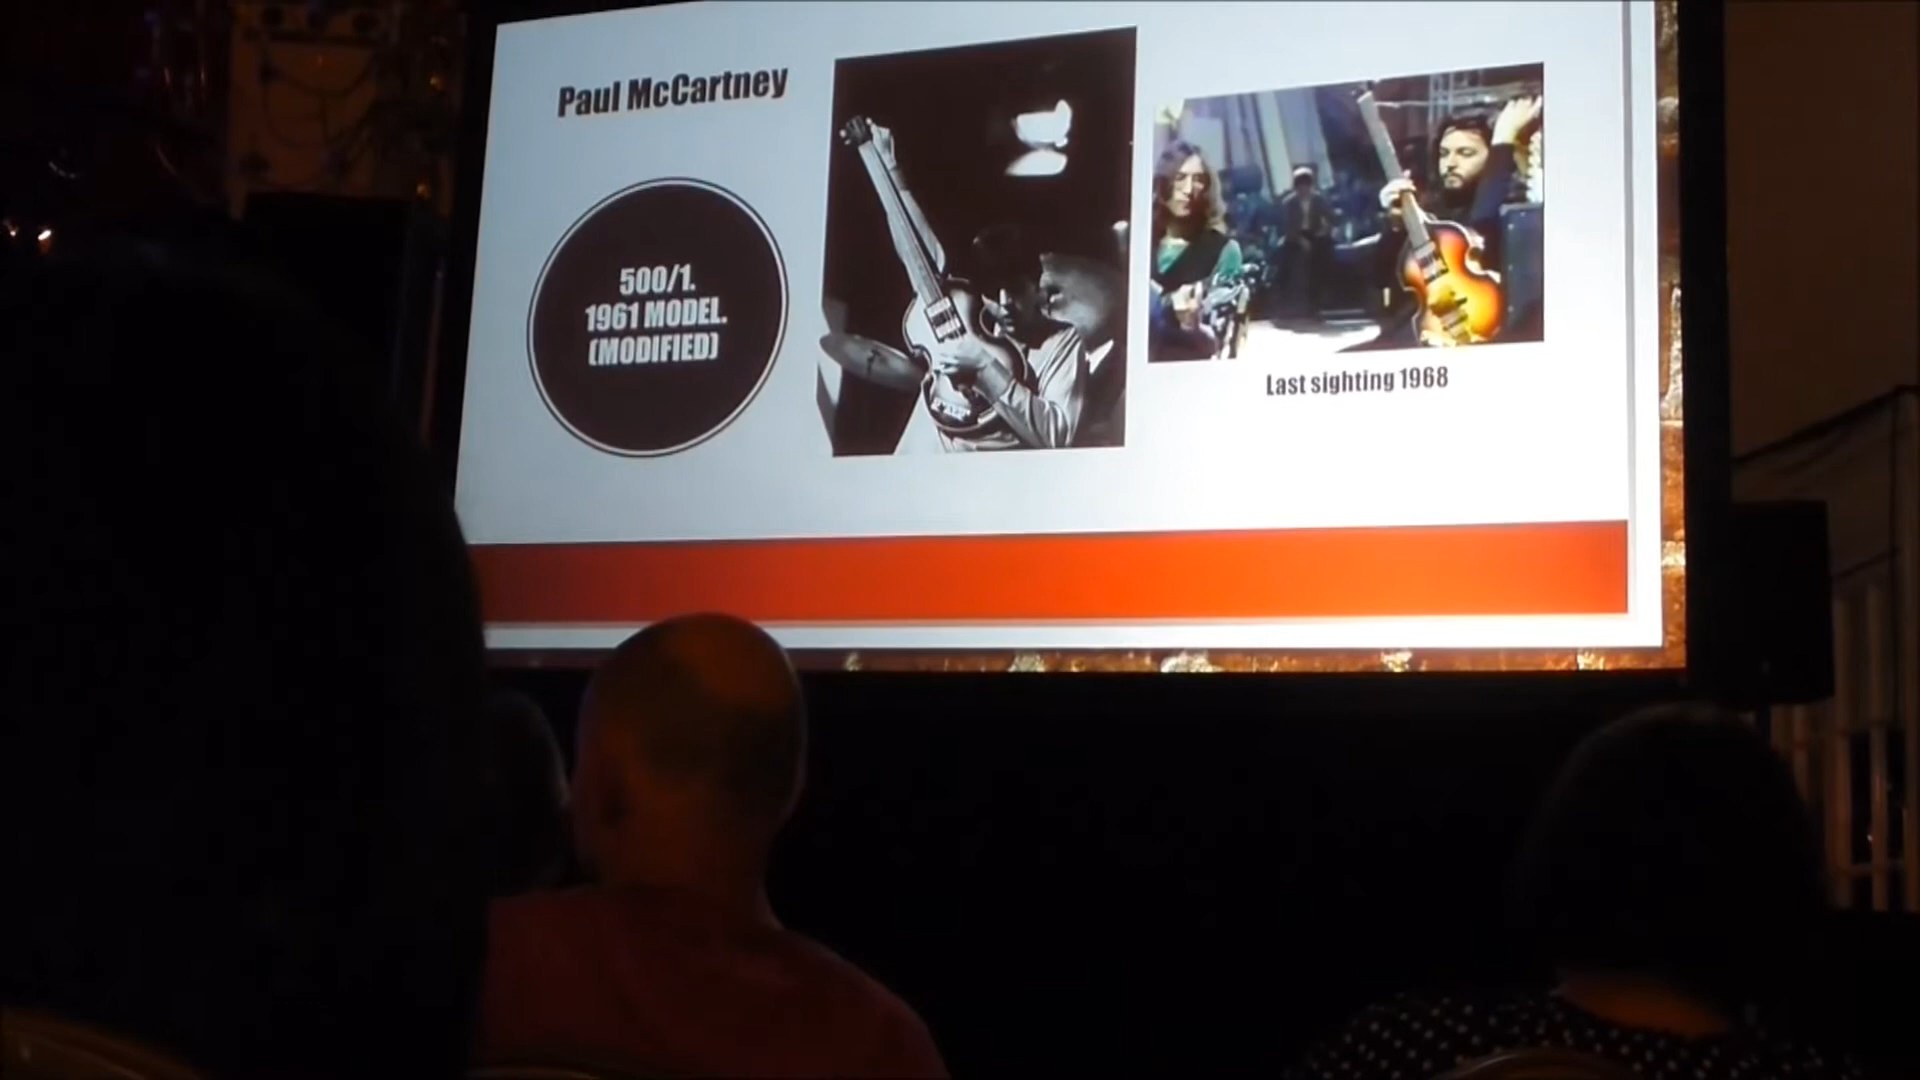 Paul McCartney
500/1.
1961 MODEL.
(MODIFIED)
Last sighting 1968